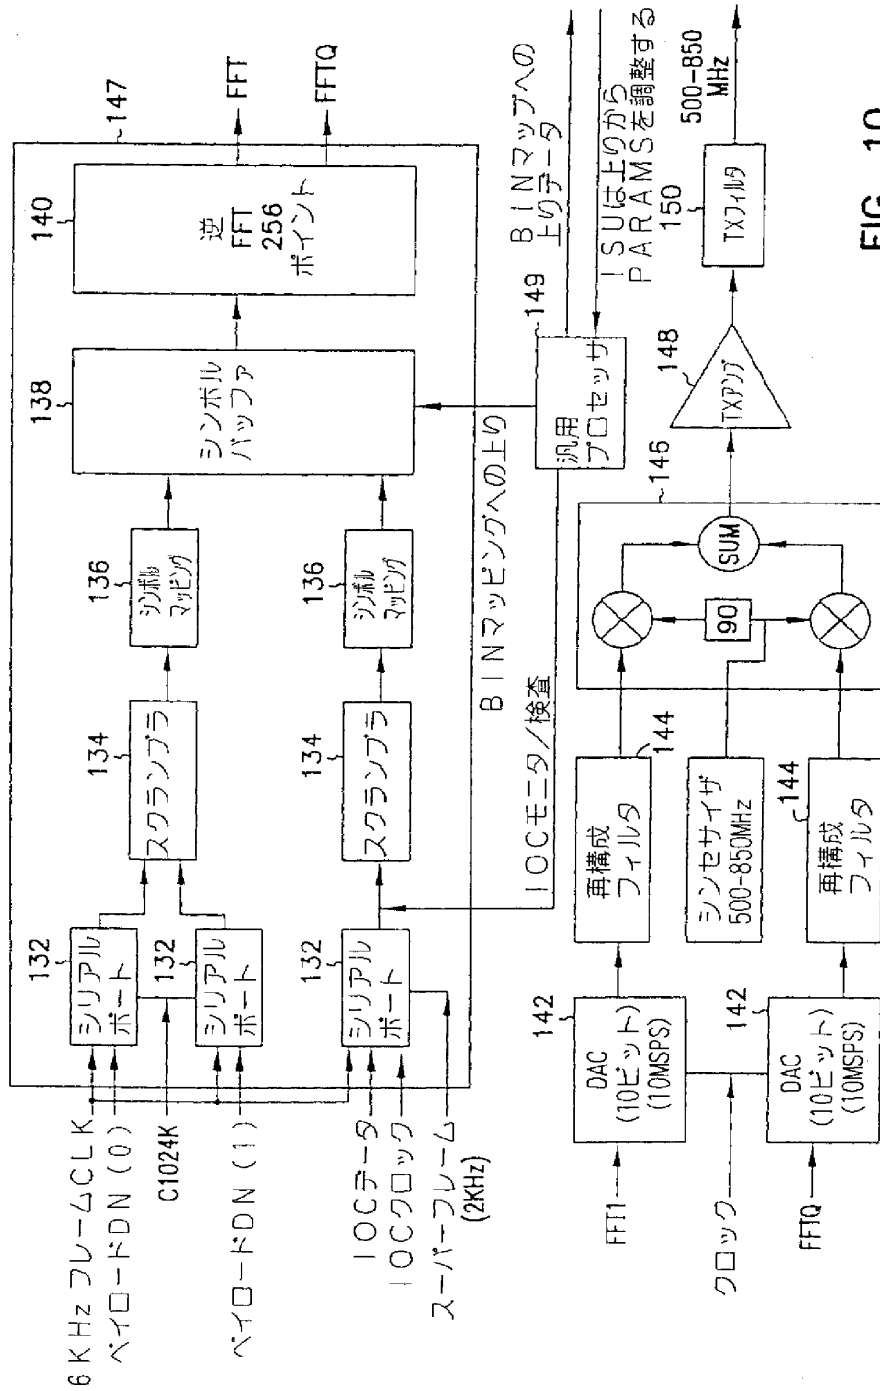 6KHz フレームCLK
ペイロードDN(0)
C1024K
ペイロードDN(1)
IOCデータ
IOCクロック
スーパーフレーム
(2KHz)
132
シリアル
ポート
132
シリアル
ポート
132
シリアル
ポート
134
スクランブラ
134
スクランブラ
136
シンボル
マッピング
136
シンボル
マッピング
138
シンボル
バッファ
140
逆
FFT
256
ポイント
147
FFT
FFTQ
BINマッピングへの上り
IOCモニタ/検査
149
汎用
プロセッサ
BINマップへの
上りデータ
ISUは上りから
PARAMSを調整する
FFT1
クロック
FFTQ
142
DAC
(10ビット)
(10MSPS)
142
DAC
(10ビット)
(10MSPS)
144
再構成
フィルタ
シンセサイザ
500-850MHz
144
再構成
フィルタ
146
90
SUM
148
TXアンプ
150
TXフィルタ
500-850
MHz
FIG. 10